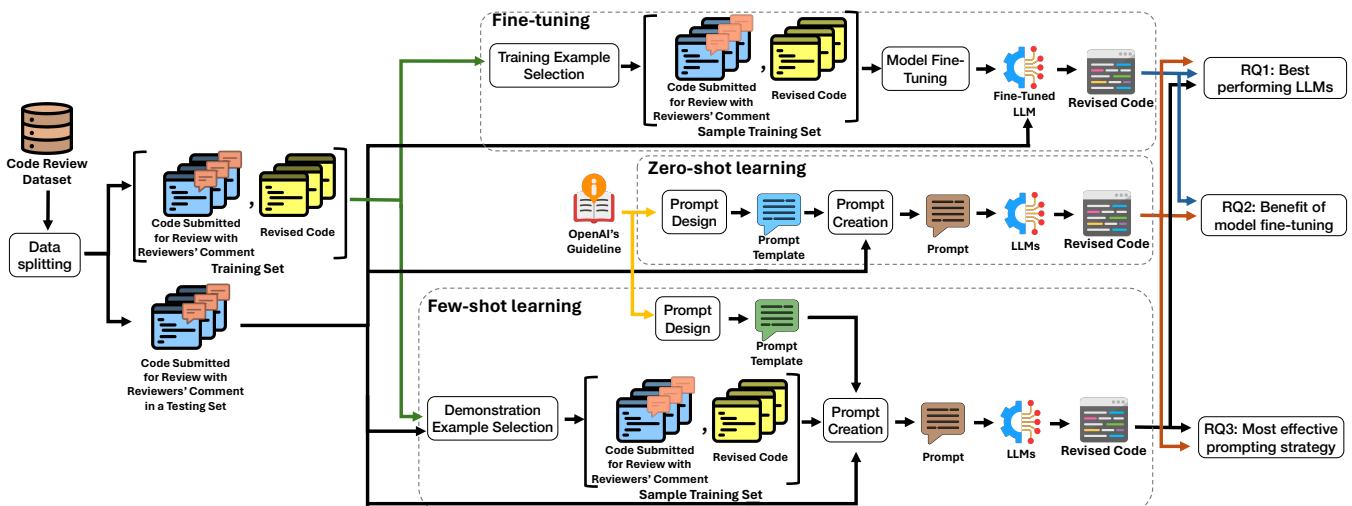 Fine-tuning
Training Example
Selection
Code Submitted
for Review with
Reviewers' Comment
,
Revised Code
Sample Training Set
Model Fine-
Tuning
Fine-Tuned
LLM
Revised Code
RQ1: Best
performing LLMs
Code Review
Dataset
Data
splitting
Code Submitted
for Review with
Reviewers' Comment
,
Revised Code
Training Set
Code Submitted
for Review with
Reviewers' Comment
in a Testing Set
OpenAI's
Guideline
Zero-shot learning
Prompt
Design
Prompt
Template
Prompt
Creation
Prompt
LLMs
Revised Code
RQ2: Benefit of
model fine-tuning
Few-shot learning
Prompt
Design
Prompt
Template
Demonstration
Example Selection
Code Submitted
for Review with
Reviewers' Comment
,
Revised Code
Sample Training Set
Prompt
Creation
Prompt
LLMs
Revised Code
RQ3: Most effective
prompting strategy